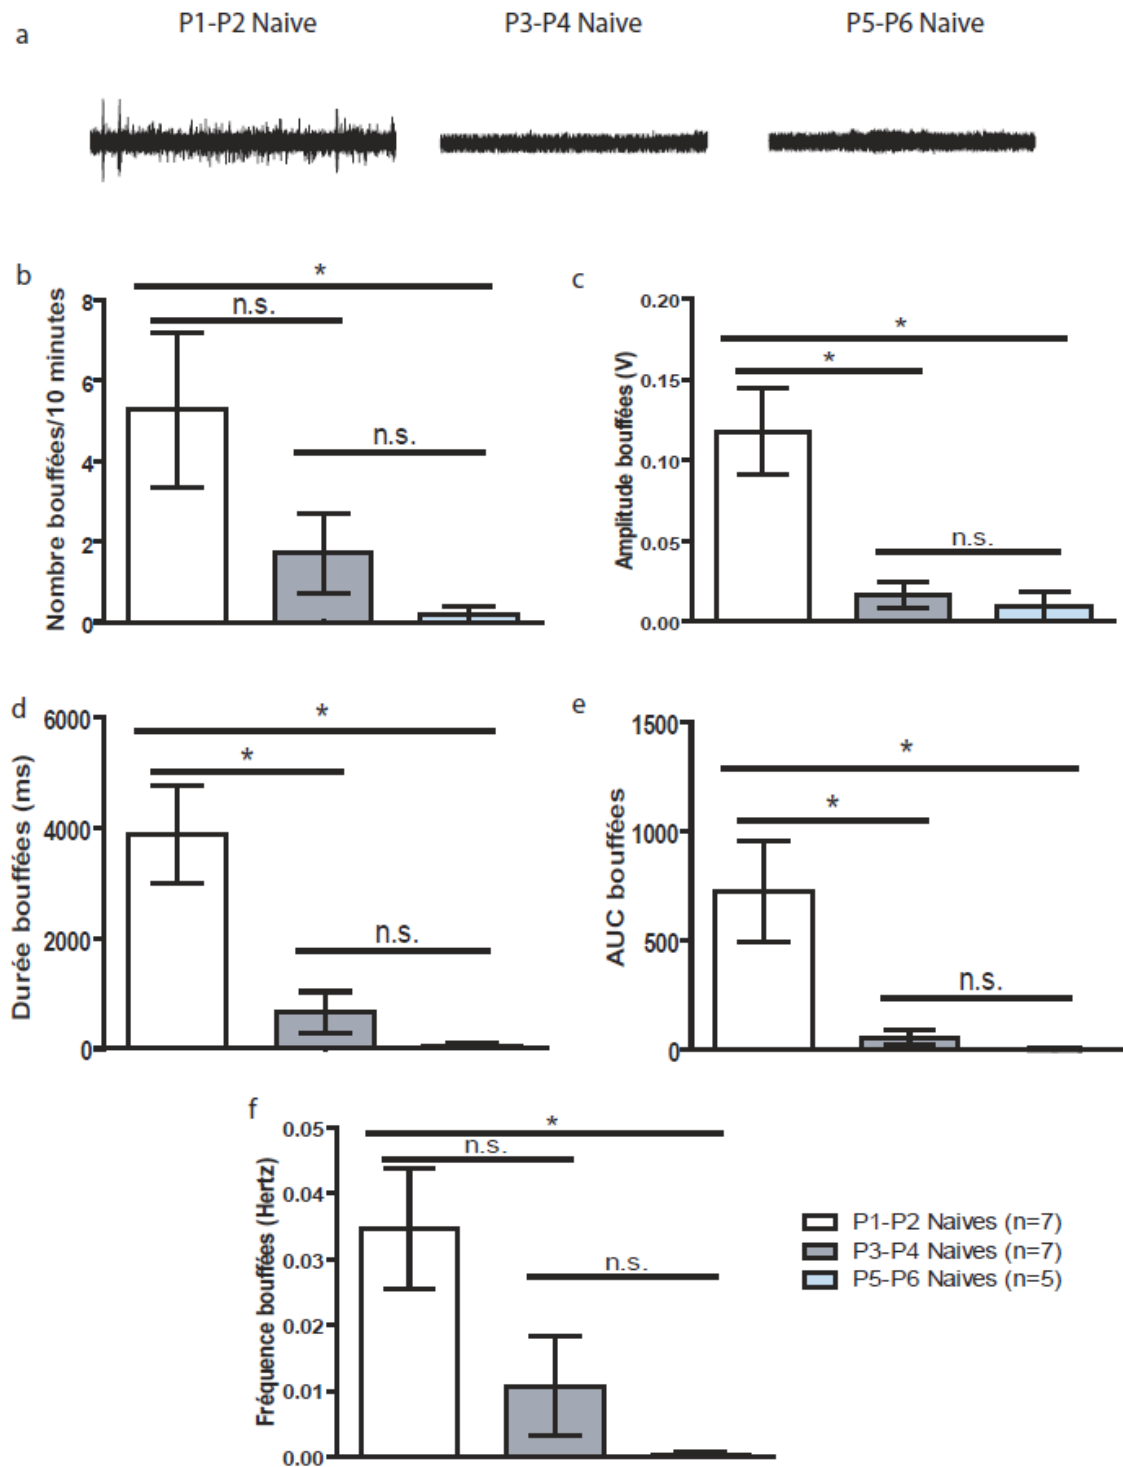 a
P1-P2 Naive
P3-P4 Naive
P5-P6 Naive
b
Nombre bouffées/10 minutes
8
6
4
2
0
*
n.s.
n.s.
c
Amplitude bouffées (V)
0.20
0.15
0.10
0.05
0.00
*
*
n.s.
d
Durée bouffées (ms)
6000
4000
2000
0
*
*
n.s.
e
AUC bouffées
1500
1000
500
0
*
*
n.s.
f
Fréquence bouffées (Hertz)
0.05
0.04
0.03
0.02
0.01
0.00
*
n.s.
n.s.
P1-P2 Naives (n=7)
P3-P4 Naives (n=7)
P5-P6 Naives (n=5)